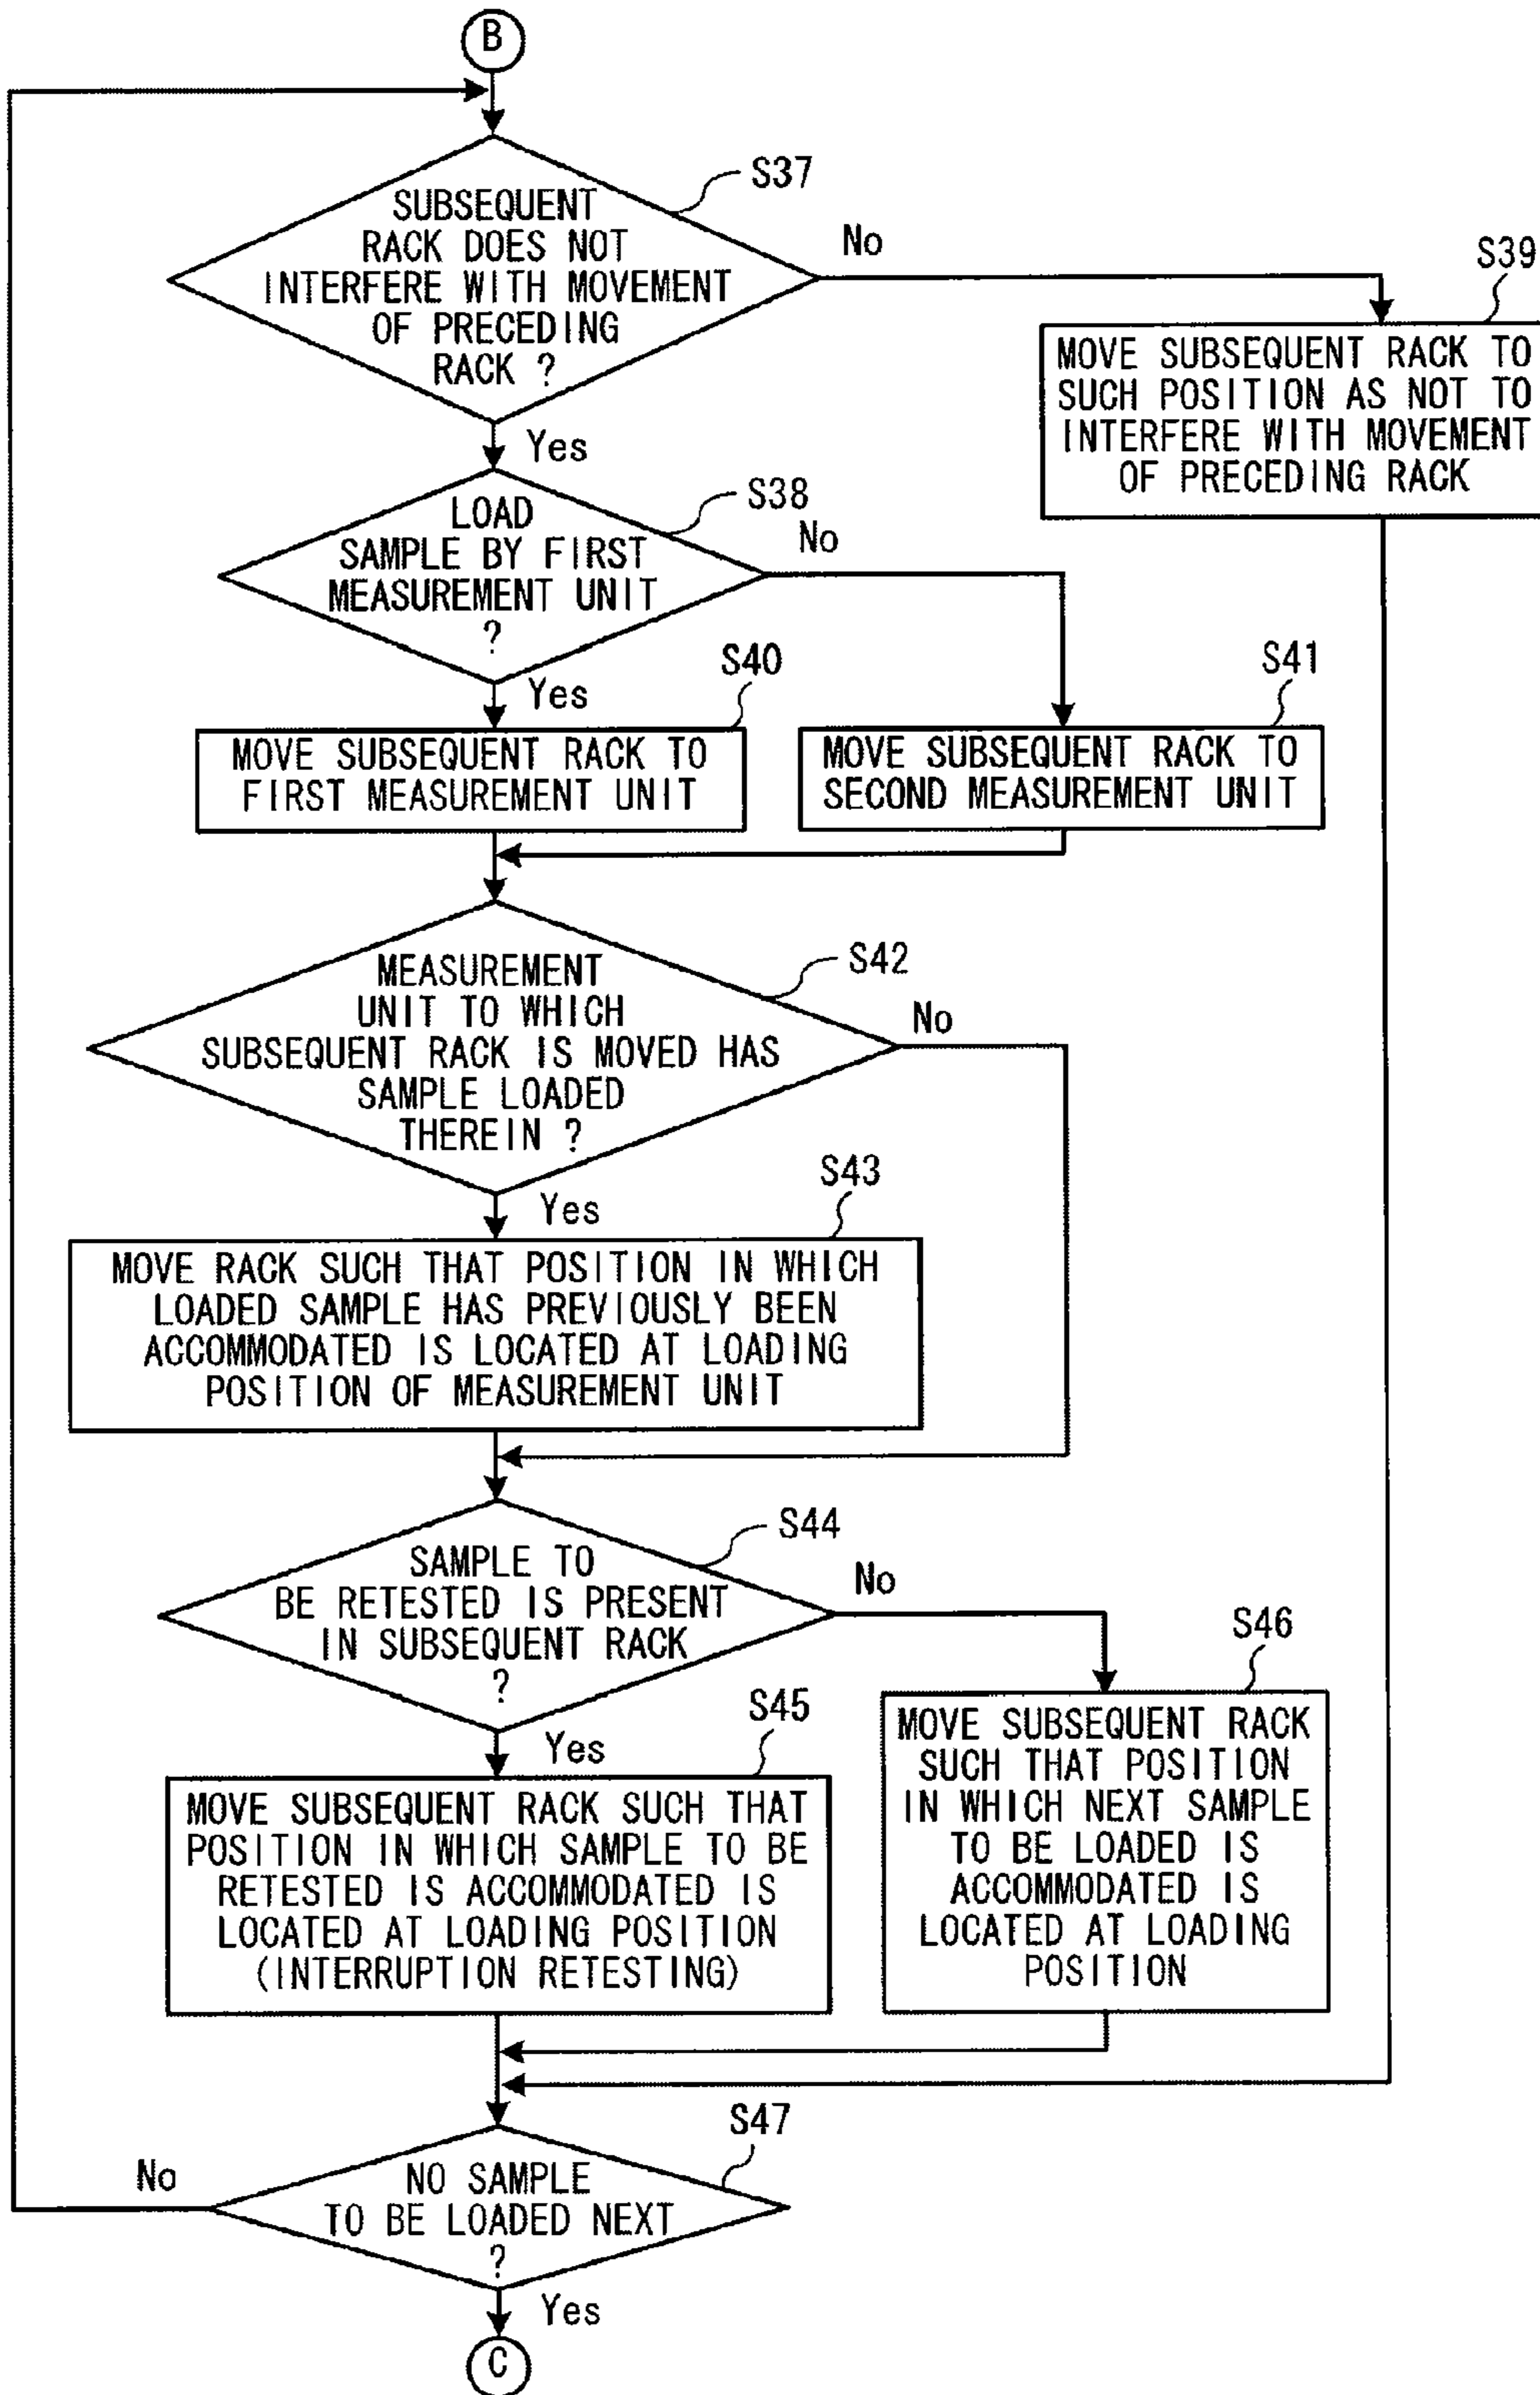 B
S37
SUBSEQUENT
RACK DOES NOT
INTERFERE WITH MOVEMENT
OF PRECEDING
RACK ?
No
Yes
S39
MOVE SUBSEQUENT RACK TO
SUCH POSITION AS NOT TO
INTERFERE WITH MOVEMENT
OF PRECEDING RACK
S38
LOAD
SAMPLE BY FIRST
MEASUREMENT UNIT
?
No
Yes
S40
MOVE SUBSEQUENT RACK TO
FIRST MEASUREMENT UNIT
S41
MOVE SUBSEQUENT RACK TO
SECOND MEASUREMENT UNIT
S42
MEASUREMENT
UNIT TO WHICH
SUBSEQUENT RACK IS MOVED HAS
SAMPLE LOADED
THEREIN ?
No
Yes
S43
MOVE RACK SUCH THAT POSITION IN WHICH
LOADED SAMPLE HAS PREVIOUSLY BEEN
ACCOMMODATED IS LOCATED AT LOADING
POSITION OF MEASUREMENT UNIT
S44
SAMPLE TO
BE RETESTED IS PRESENT
IN SUBSEQUENT RACK
?
No
Yes
S45
MOVE SUBSEQUENT RACK SUCH THAT
POSITION IN WHICH SAMPLE TO BE
RETESTED IS ACCOMMODATED IS
LOCATED AT LOADING POSITION
(INTERRUPTION RETESTING)
S46
MOVE SUBSEQUENT RACK
SUCH THAT POSITION
IN WHICH NEXT SAMPLE
TO BE LOADED IS
ACCOMMODATED IS
LOCATED AT LOADING
POSITION
S47
NO SAMPLE
TO BE LOADED NEXT
?
No
Yes
C